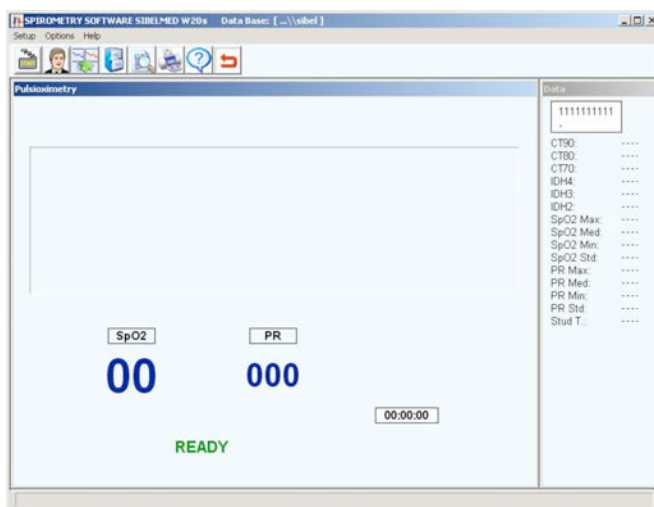 SPIROMETRY SOFTWARE SIBELMED W20s Data Base: [ ...\\sibel ]
Setup Options Help
Pulsioximetry
Data
1111111111
.
CT90: ----
CT80: ----
CT70: ----
IDH4: ----
IDH3: ----
IDH2: ----
SpO2 Max: ----
SpO2 Med: ----
SpO2 Min: ----
SpO2 Std: ----
PR Max: ----
PR Med: ----
PR Min: ----
PR Std: ----
Stud T.: ----
SpO2 PR
00 000
00:00:00
READY